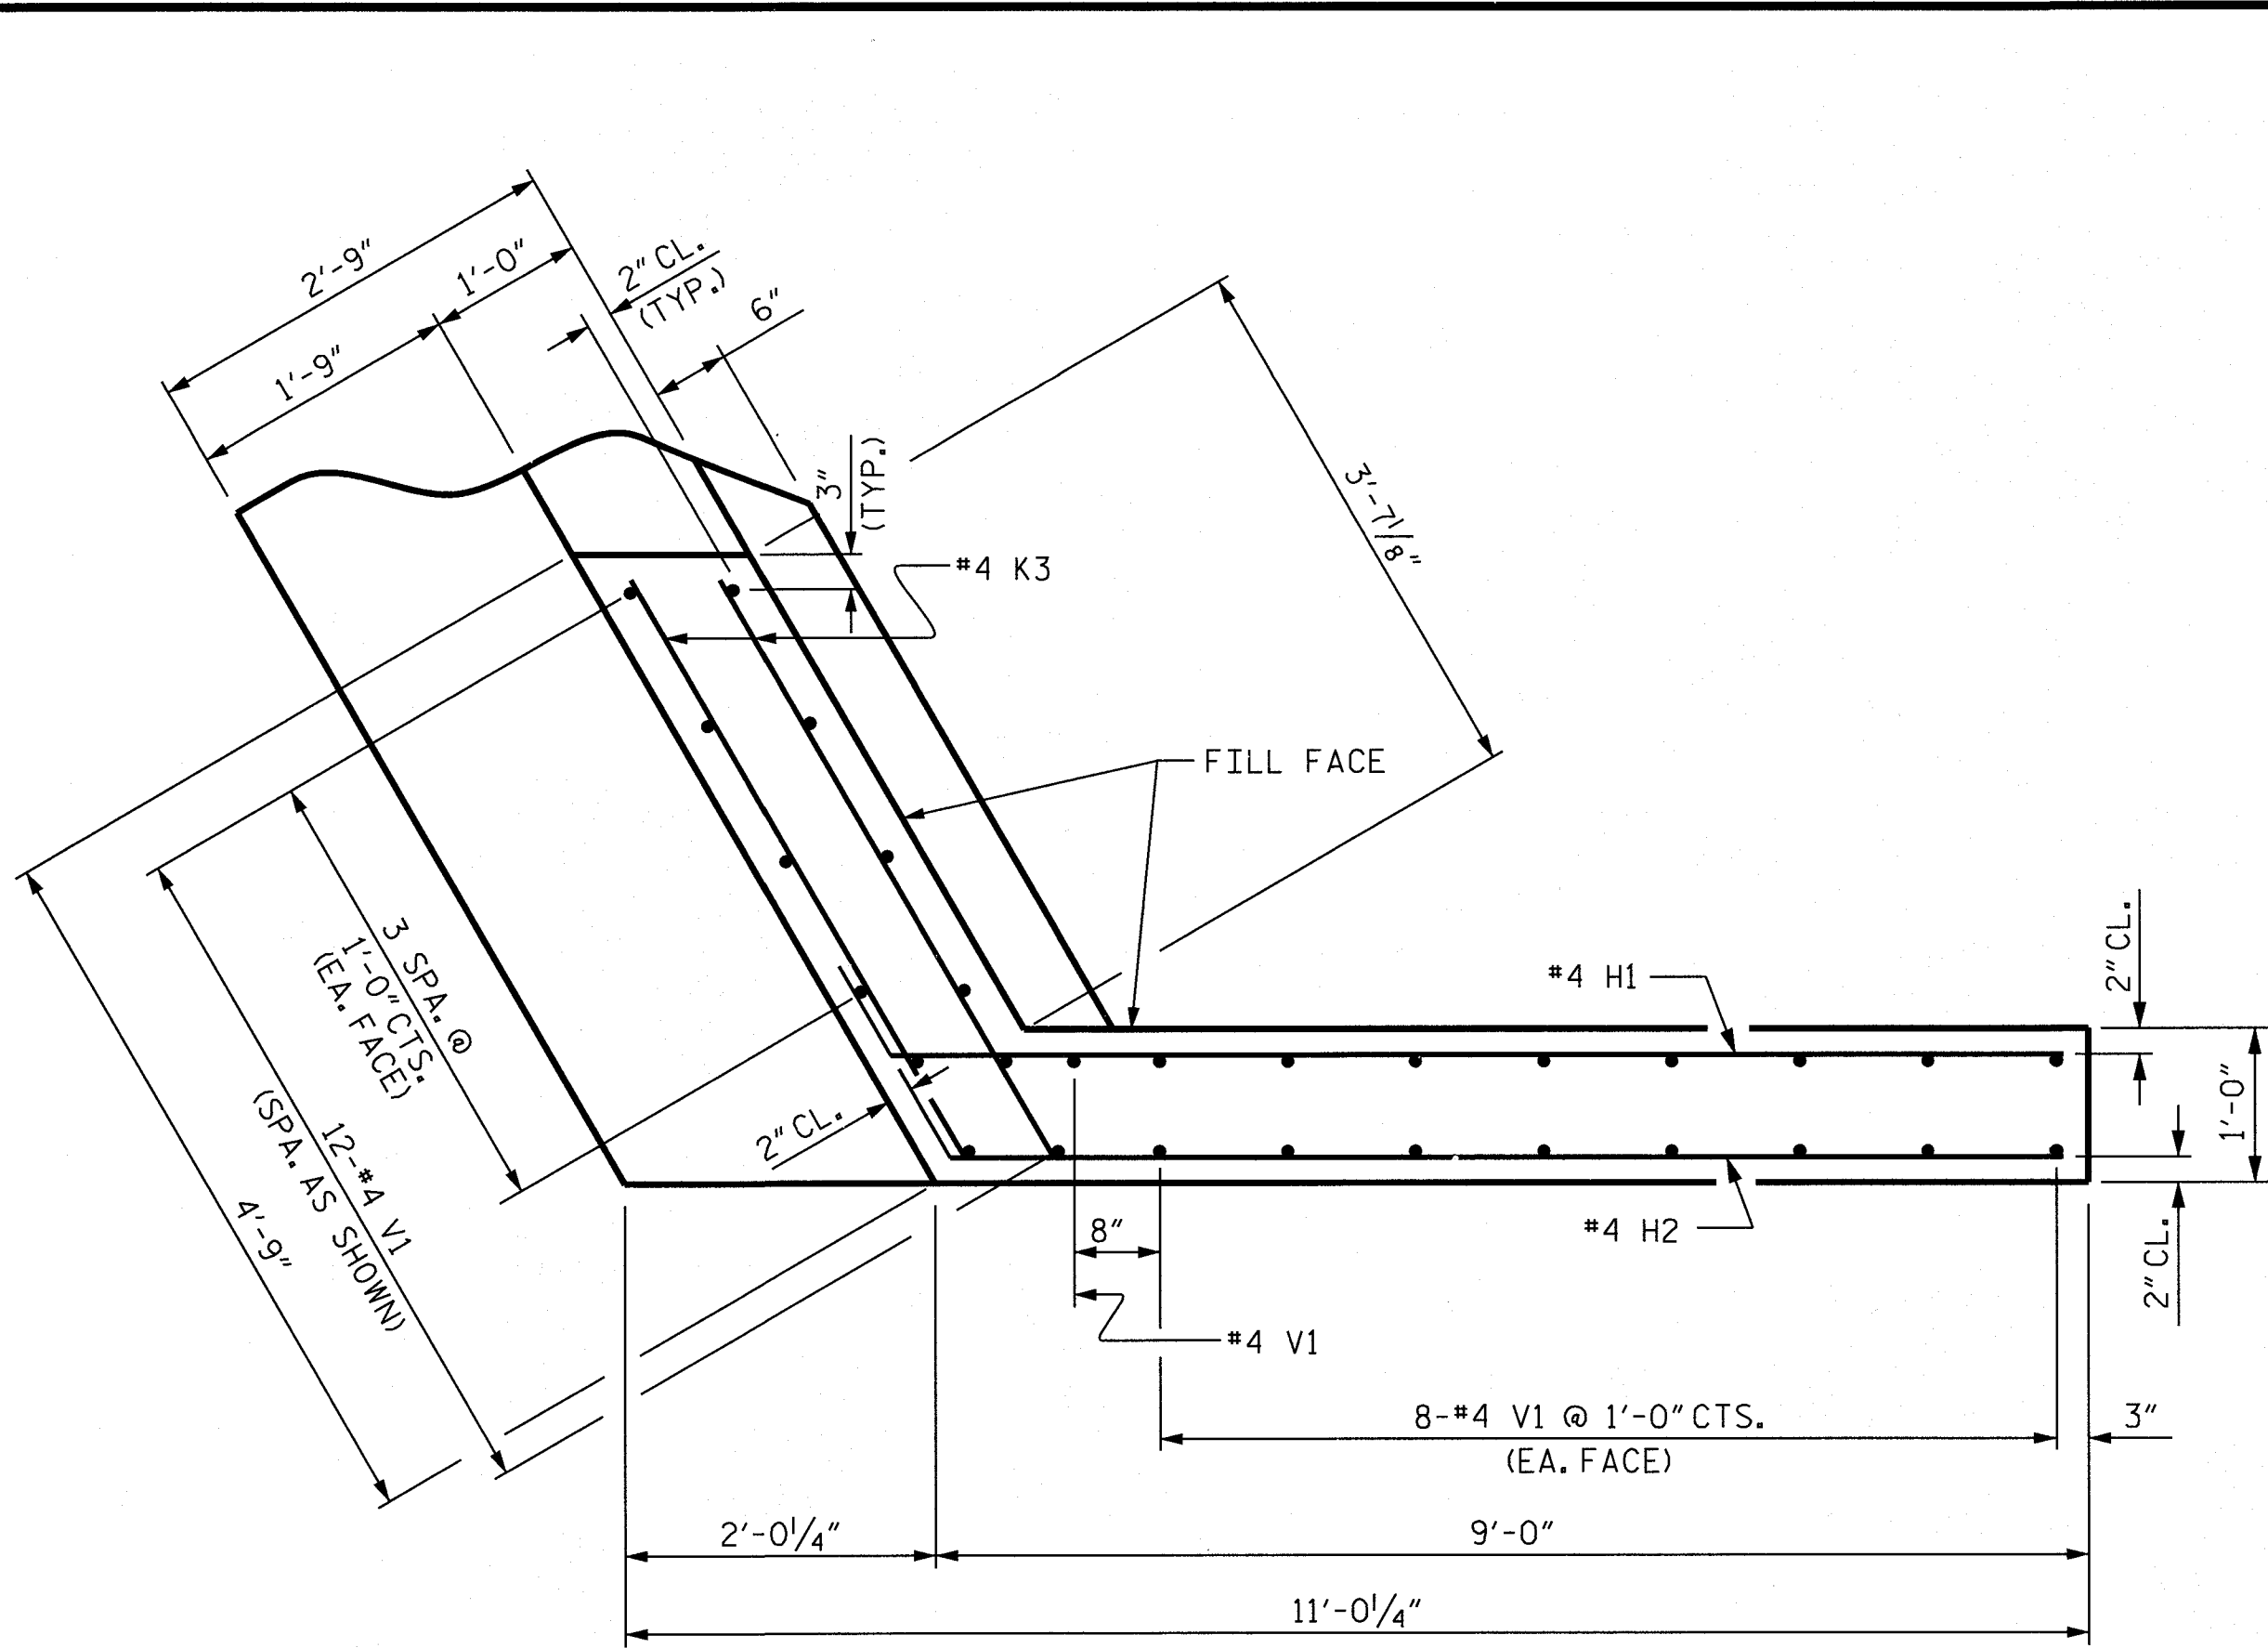 2'-9"
1'-0"
2" CL.
(TYP.)
6"
1'-9"
3"
(TYP.)
3'-7 1/8"
#4 K3
FILL FACE
3 SPA. @
1'-0" CTS.
(EA. FACE)
12-#4 V1
(SPA. AS SHOWN)
4'-9"
2" CL.
#4 H1
2" CL.
1'-0"
#4 H2
2" CL.
8"
#4 V1
8-#4 V1 @ 1'-0" CTS.
(EA. FACE)
3"
2'-0 1/4"
9'-0"
11'-0 1/4"